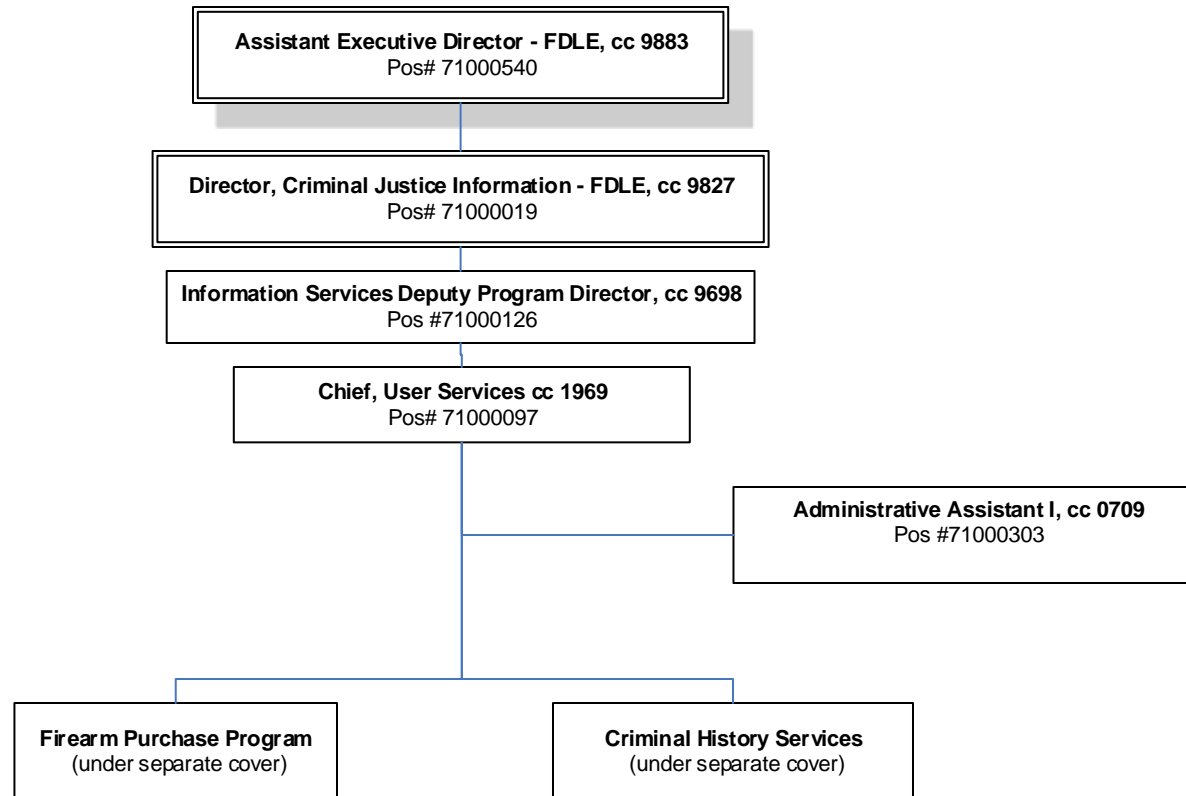 Assistant Executive Director - FDLE, cc 9883
Pos# 71000540
Director, Criminal Justice Information - FDLE, cc 9827
Pos# 71000019
Information Services Deputy Program Director, cc 9698
Pos #71000126
Chief, User Services cc 1969
Pos# 71000097
Administrative Assistant I, cc 0709
Pos #71000303
Firearm Purchase Program
(under separate cover)
Criminal History Services
(under separate cover)